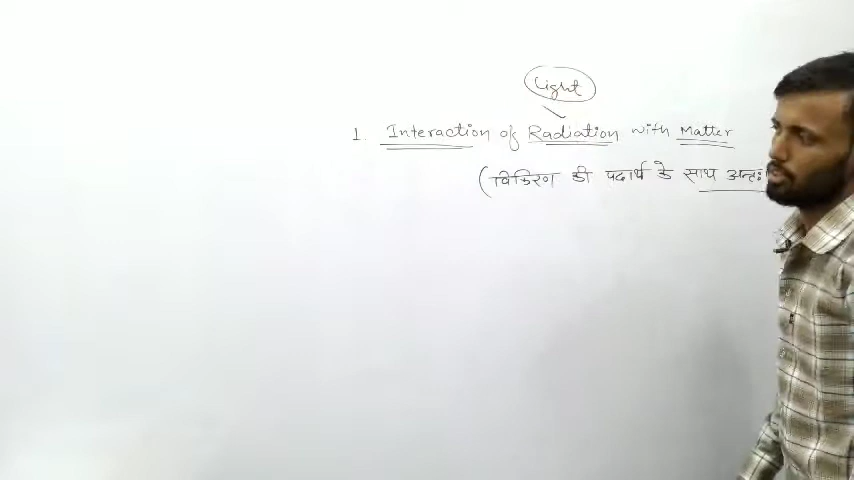 Light
1. Interaction of Radiation with Matter
(विकिरण की पदार्थ के साथ अन्तः